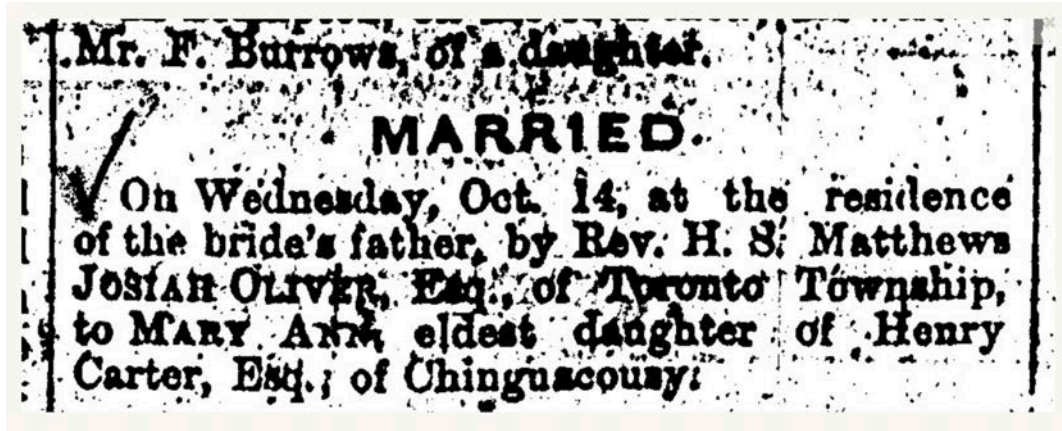 Mr. F. Burrows, of a daughter.
MARRIED.
On Wednesday, Oct. 14, at the residence
of the bride's father, by Rev. H. S. Matthews
JOSIAH OLIVER, Esq., of Toronto Township,
to MARY ANN, eldest daughter of Henry
Carter, Esq., of Chinguacousy.